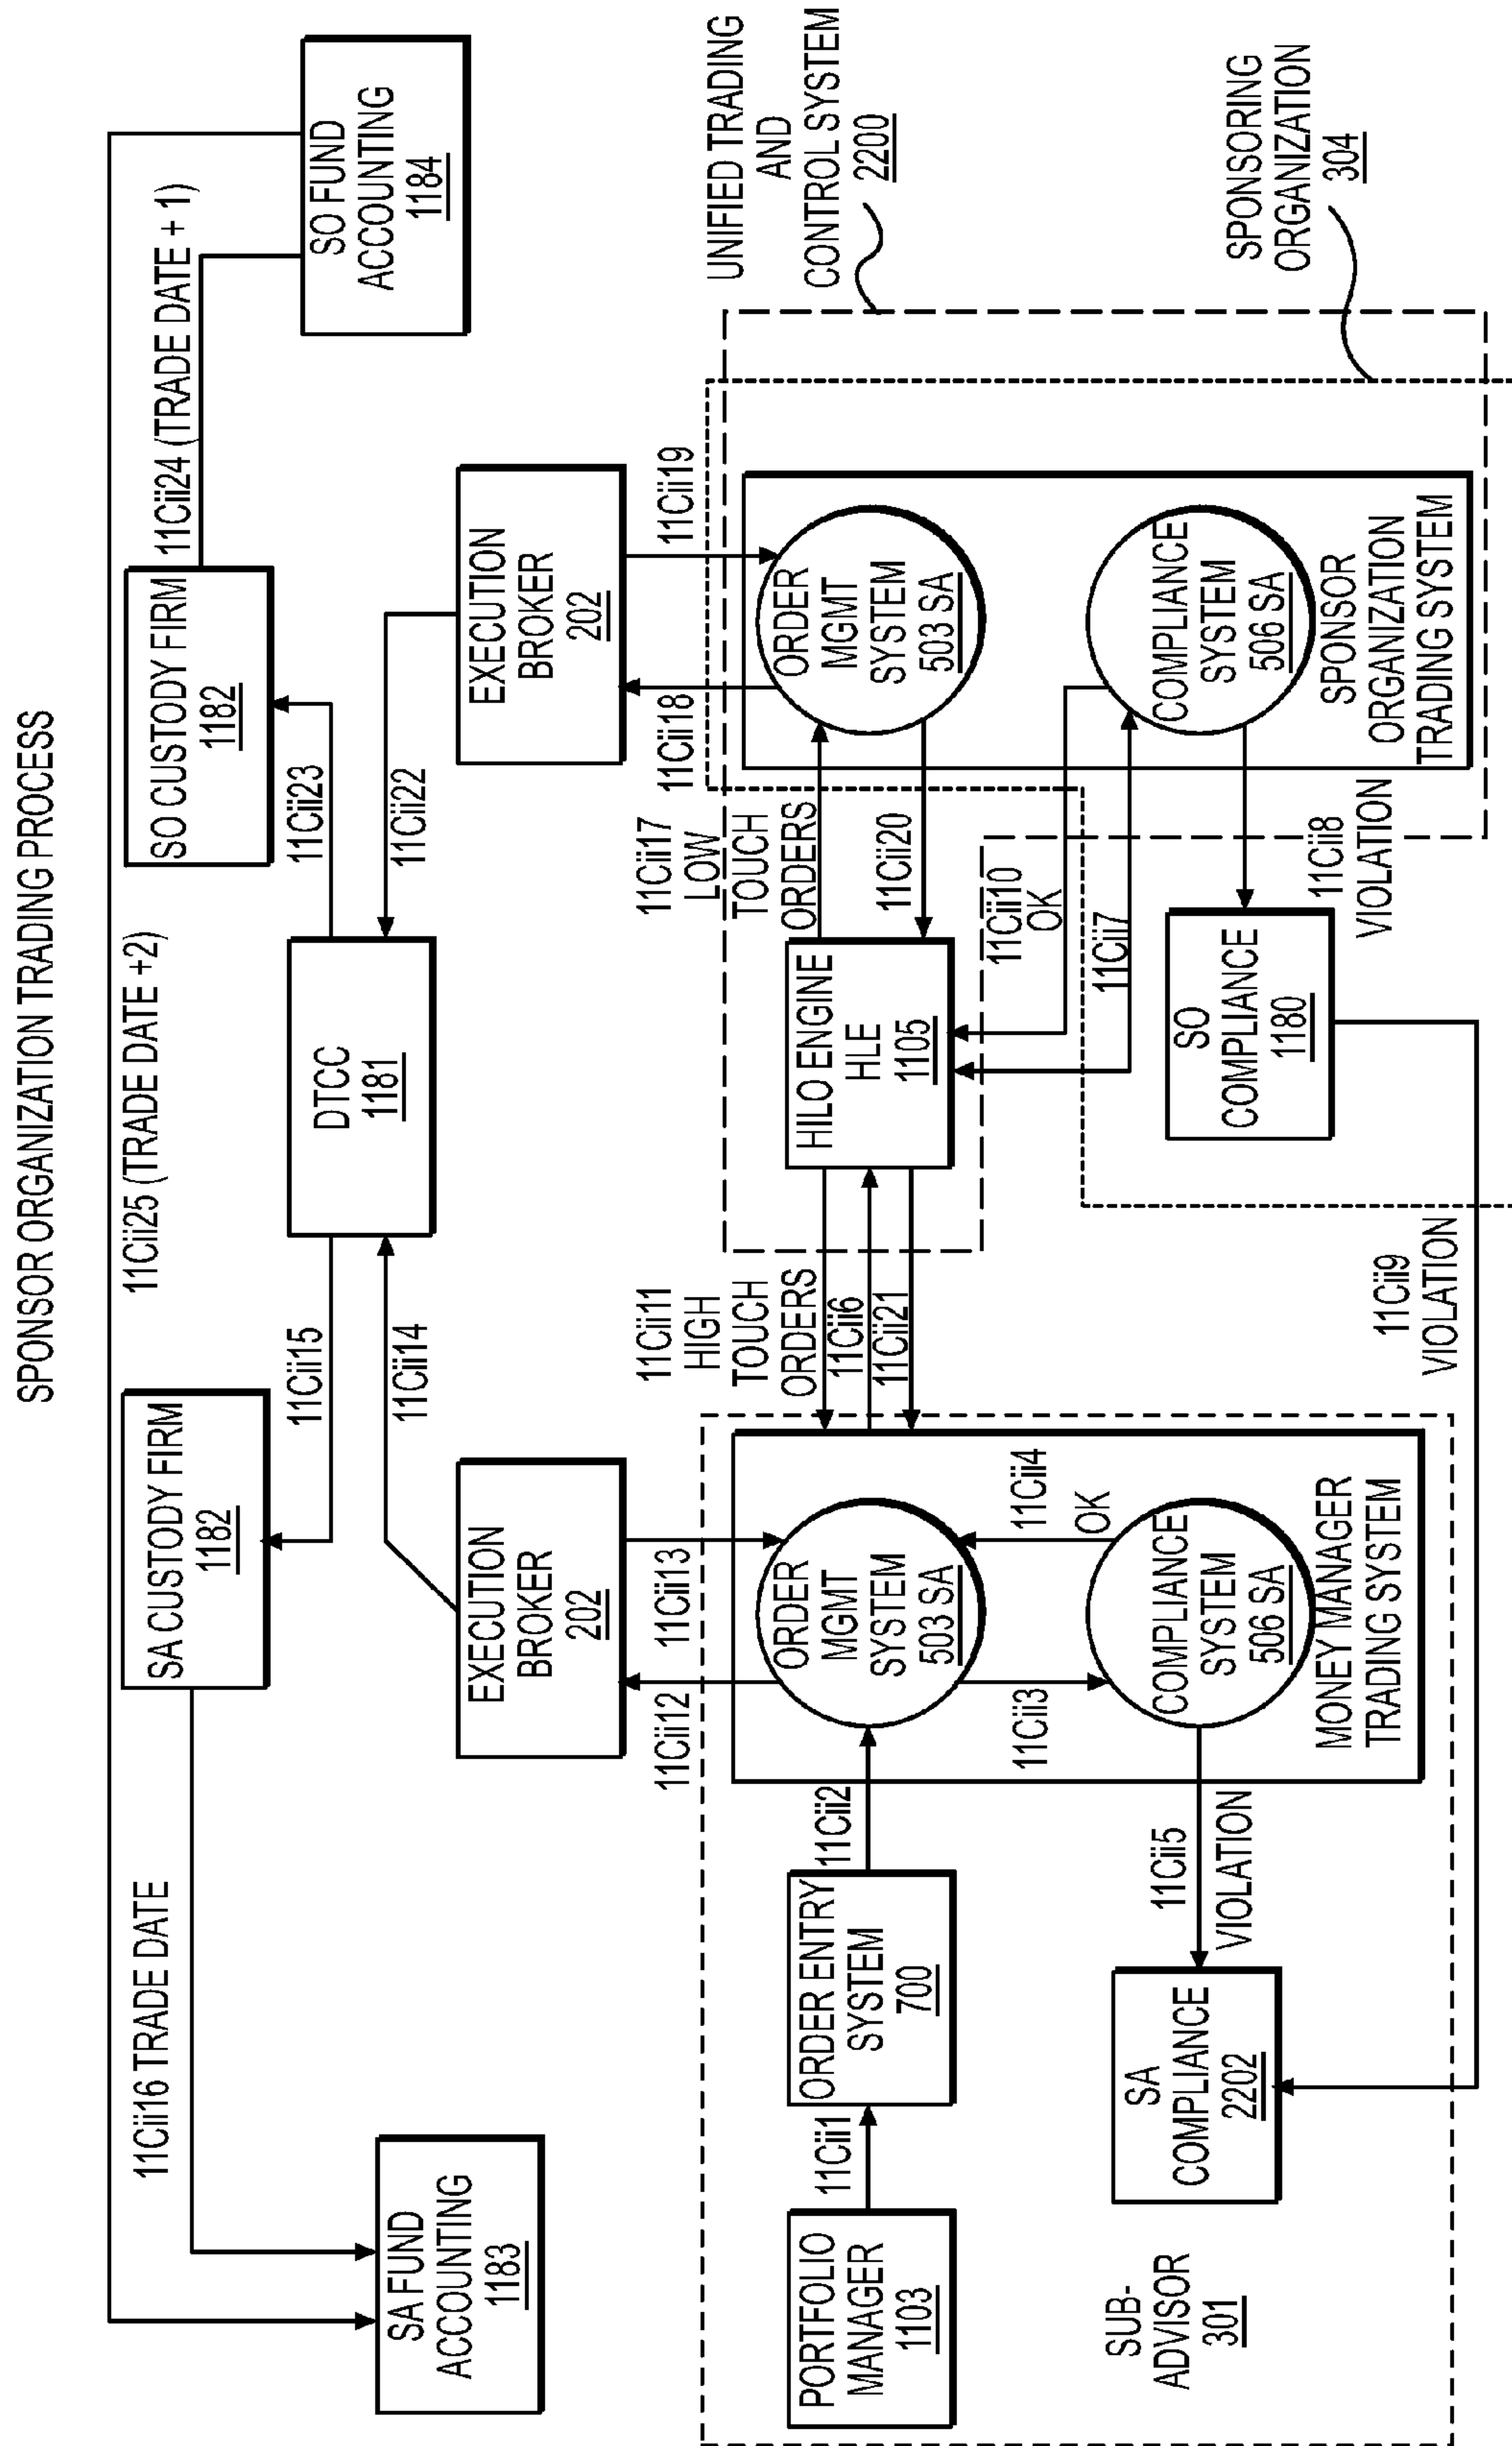 SPONSOR ORGANIZATION TRADING PROCESS
11Cii25 (TRADE DATE +2)
11Cii16 TRADE DATE
11Cii24 (TRADE DATE + 1)
SA CUSTODY FIRM
1182
SO CUSTODY FIRM
1182
11Cii15
11Cii23
DTCC
1181
SO FUND
ACCOUNTING
1184
SA FUND
ACCOUNTING
1183
11Cii14
11Cii22
EXECUTION
BROKER
202
EXECUTION
BROKER
202
11Cii12
11Cii13
11Cii11
HIGH
TOUCH
ORDERS
11Cii6
11Cii21
11Cii17
LOW
TOUCH
ORDERS
11Cii20
11Cii18
11Cii19
UNIFIED TRADING
AND
CONTROL SYSTEM
2200
PORTFOLIO
MANAGER
1103
11Cii1
ORDER ENTRY
SYSTEM
700
11Cii2
ORDER
MGMT
SYSTEM
503 SA
HILO ENGINE
HLE
1105
ORDER
MGMT
SYSTEM
503 SA
11Cii3
11Cii4
OK
11Cii10
OK
11Cii7
SUB-
ADVISOR
301
SA
COMPLIANCE
2202
11Cii5
VIOLATION
COMPLIANCE
SYSTEM
506 SA
MONEY MANAGER
TRADING SYSTEM
SO
COMPLIANCE
1180
11Cii8
VIOLATION
COMPLIANCE
SYSTEM
506 SA
SPONSOR
ORGANIZATION
TRADING SYSTEM
SPONSORING
ORGANIZATION
304
11Cii9
VIOLATION